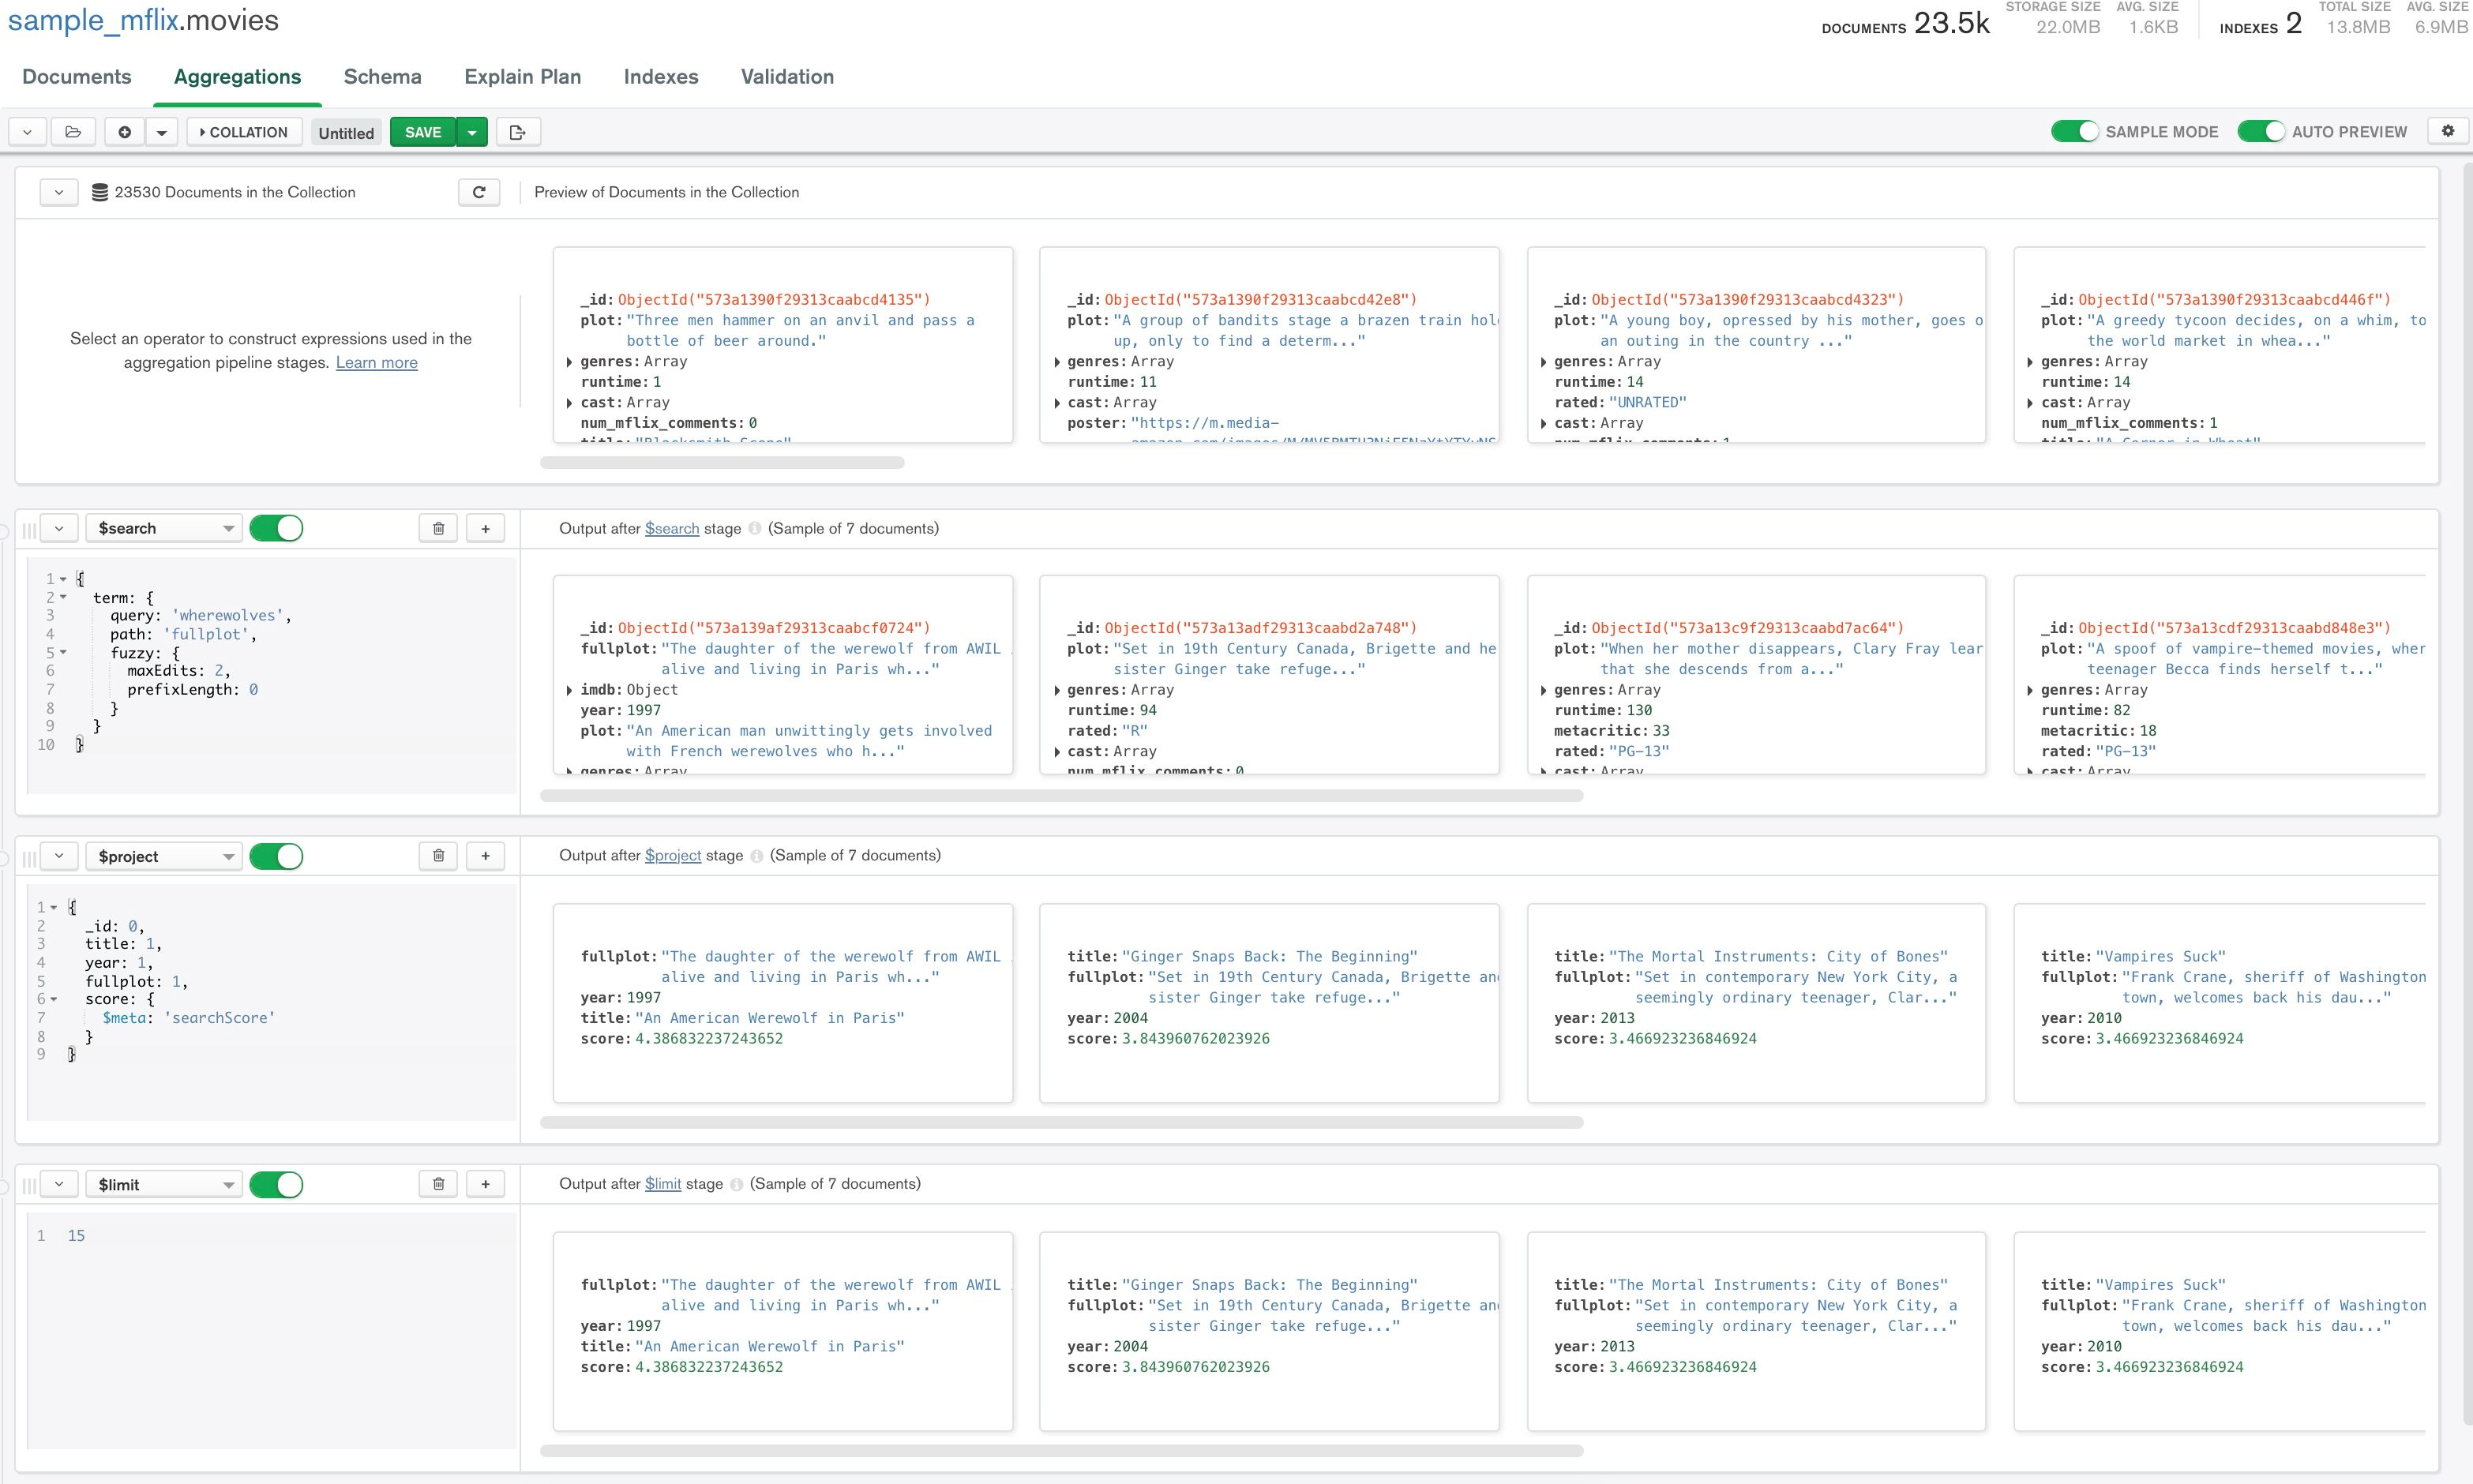 sample_mflix.movies
DOCUMENTS 23.5k STORAGE SIZE 22.0MB AVG. SIZE 1.6KB INDEXES 2 TOTAL SIZE 13.8MB AVG. SIZE 6.9MB
Documents Aggregations Schema Explain Plan Indexes Validation
COLLATION Untitled SAVE SAMPLE MODE AUTO PREVIEW
23530 Documents in the Collection Preview of Documents in the Collection
Select an operator to construct expressions used in the
aggregation pipeline stages. Learn more
_id: ObjectId("573a1390f29313caabcd4135")
plot: "Three men hammer on an anvil and pass a
bottle of beer around."
genres: Array
runtime: 1
cast: Array
num_mflix_comments: 0
title: "Blacksmith Scene"
_id: ObjectId("573a1390f29313caabcd42e8")
plot: "A group of bandits stage a brazen train hol
up, only to find a determ..."
genres: Array
runtime: 11
cast: Array
poster: "https://m.media-
_id: ObjectId("573a1390f29313caabcd4323")
plot: "A young boy, opressed by his mother, goes o
an outing in the country ..."
genres: Array
runtime: 14
rated: "UNRATED"
cast: Array
num_mflix_comments: 1
_id: ObjectId("573a1390f29313caabcd446f")
plot: "A greedy tycoon decides, on a whim, to
the world market in whea..."
genres: Array
runtime: 14
cast: Array
num_mflix_comments: 1
title: "A Corner in Wheat"
$search
Output after $search stage (Sample of 7 documents)
1 {
2 term: {
3 query: 'wherewolves',
4 path: 'fullplot',
5 fuzzy: {
6 maxEdits: 2,
7 prefixLength: 0
8 }
9 }
10 }
_id: ObjectId("573a139af29313caabcf0724")
fullplot: "The daughter of the werewolf from AWIL
alive and living in Paris wh..."
imdb: Object
year: 1997
plot: "An American man unwittingly gets involved
with French werewolves who h..."
genres: Array
_id: ObjectId("573a13adf29313caabd2a748")
plot: "Set in 19th Century Canada, Brigette and he
sister Ginger take refuge..."
genres: Array
runtime: 94
rated: "R"
cast: Array
num_mflix_comments: 0
_id: ObjectId("573a13c9f29313caabd7ac64")
plot: "When her mother disappears, Clary Fray lear
that she descends from a..."
genres: Array
runtime: 130
metacritic: 33
rated: "PG-13"
cast: Array
_id: ObjectId("573a13cdf29313caabd848e3")
plot: "A spoof of vampire-themed movies, wher
teenager Becca finds herself t..."
genres: Array
runtime: 82
metacritic: 18
rated: "PG-13"
cast: Array
$project
Output after $project stage (Sample of 7 documents)
1 {
2 _id: 0,
3 title: 1,
4 year: 1,
5 fullplot: 1,
6 score: {
7 $meta: 'searchScore'
8 }
9 }
fullplot: "The daughter of the werewolf from AWIL
alive and living in Paris wh..."
year: 1997
title: "An American Werewolf in Paris"
score: 4.386832237243652
title: "Ginger Snaps Back: The Beginning"
fullplot: "Set in 19th Century Canada, Brigette an
sister Ginger take refuge..."
year: 2004
score: 3.843960762023926
title: "The Mortal Instruments: City of Bones"
fullplot: "Set in contemporary New York City, a
seemingly ordinary teenager, Clar..."
year: 2013
score: 3.466923236846924
title: "Vampires Suck"
fullplot: "Frank Crane, sheriff of Washington
town, welcomes back his dau..."
year: 2010
score: 3.466923236846924
$limit
Output after $limit stage (Sample of 7 documents)
1 15
fullplot: "The daughter of the werewolf from AWIL
alive and living in Paris wh..."
year: 1997
title: "An American Werewolf in Paris"
score: 4.386832237243652
title: "Ginger Snaps Back: The Beginning"
fullplot: "Set in 19th Century Canada, Brigette an
sister Ginger take refuge..."
year: 2004
score: 3.843960762023926
title: "The Mortal Instruments: City of Bones"
fullplot: "Set in contemporary New York City, a
seemingly ordinary teenager, Clar..."
year: 2013
score: 3.466923236846924
title: "Vampires Suck"
fullplot: "Frank Crane, sheriff of Washington
town, welcomes back his dau..."
year: 2010
score: 3.466923236846924